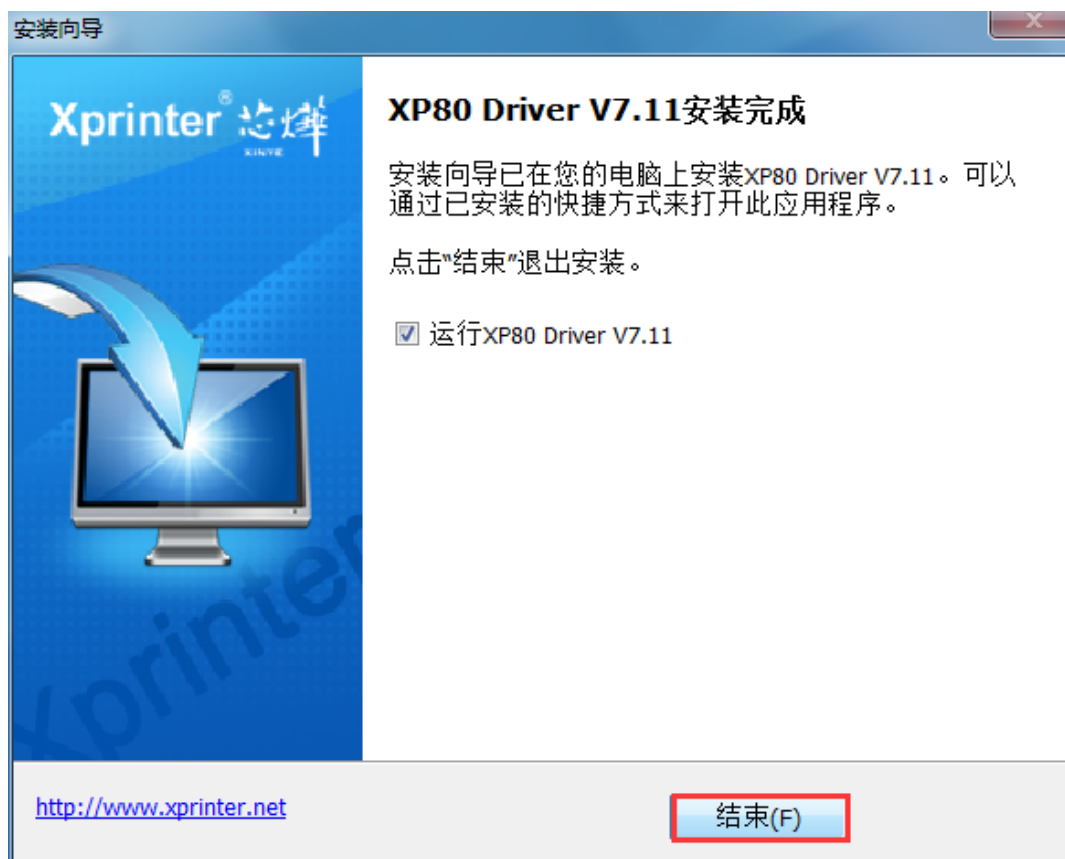 安装向导
Xprinter® 芯烨
XINYE
XP80 Driver V7.11安装完成
安装向导已在您的电脑上安装XP80 Driver V7.11。可以
通过已安装的快捷方式来打开此应用程序。
点击“结束”退出安装。
运行XP80 Driver V7.11
Xprinter
http://www.xprinter.net
结束(F)